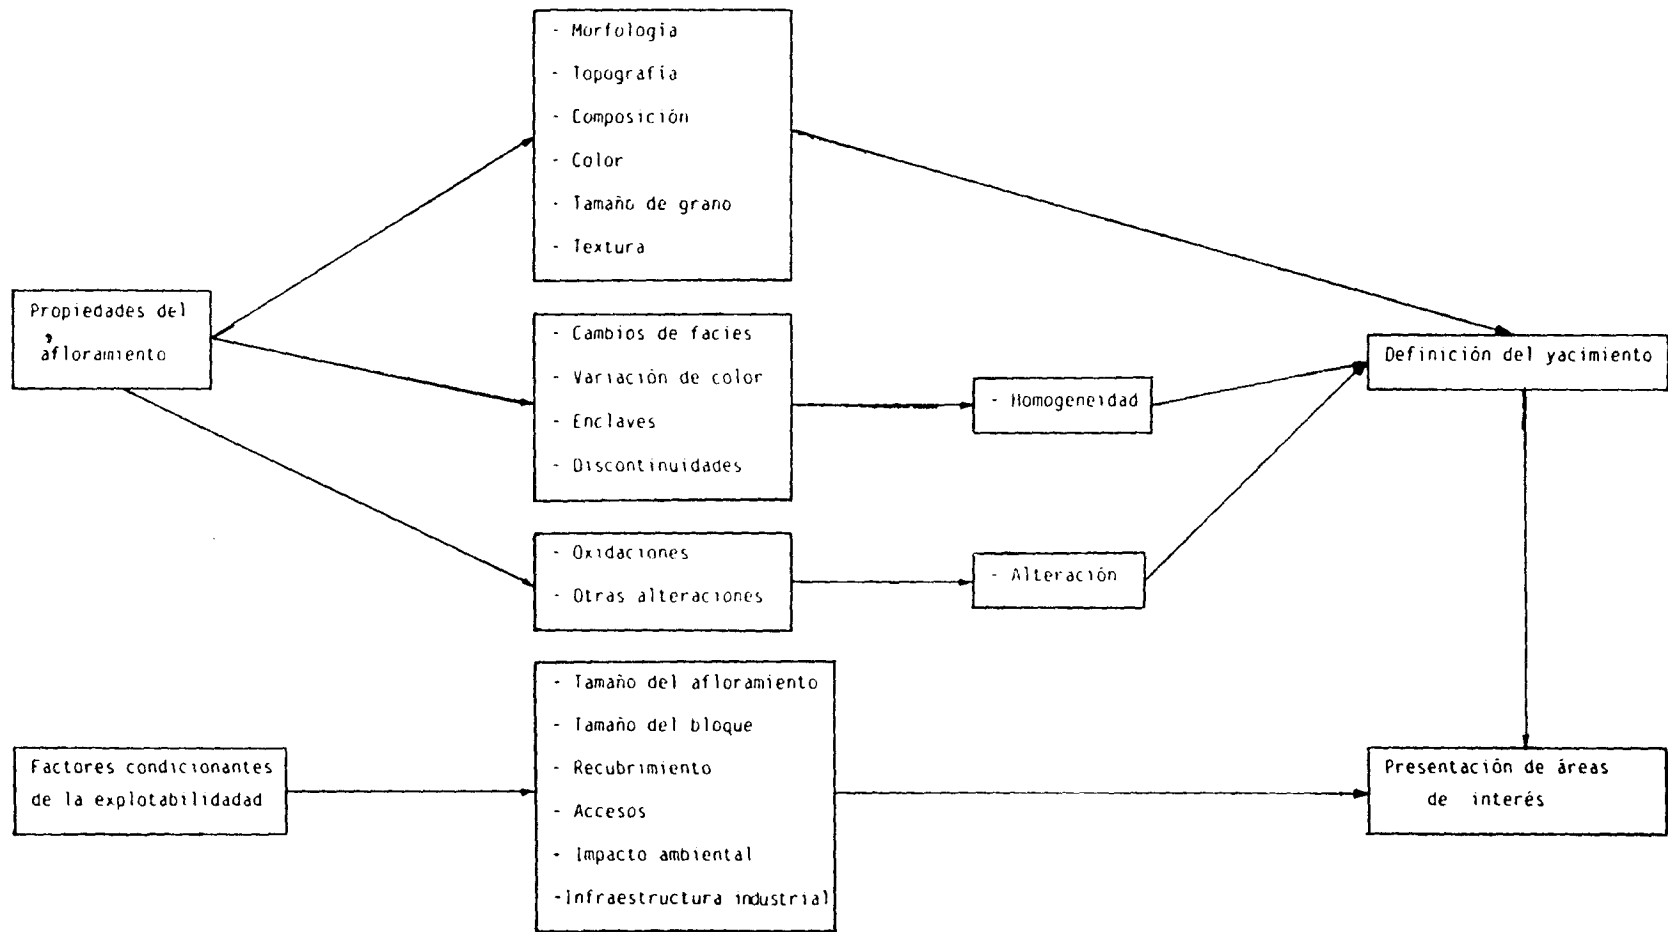 - Morfología
- Topografía
- Composición
- Color
- Tamaño de grano
- Textura
Propiedades del
afloramiento
- Cambios de facies
- Variación de color
- Enclaves
- Discontinuidades
- Homogeneidad
Definición del yacimiento
- Oxidaciones
- Otras alteraciones
- Alteración
Factores condicionantes
de la explotabilidadad
- Tamaño del afloramiento
- Tamaño del bloque
- Recubrimiento
- Accesos
- Impacto ambiental
-Infraestructura industrial
Presentación de áreas
de interés